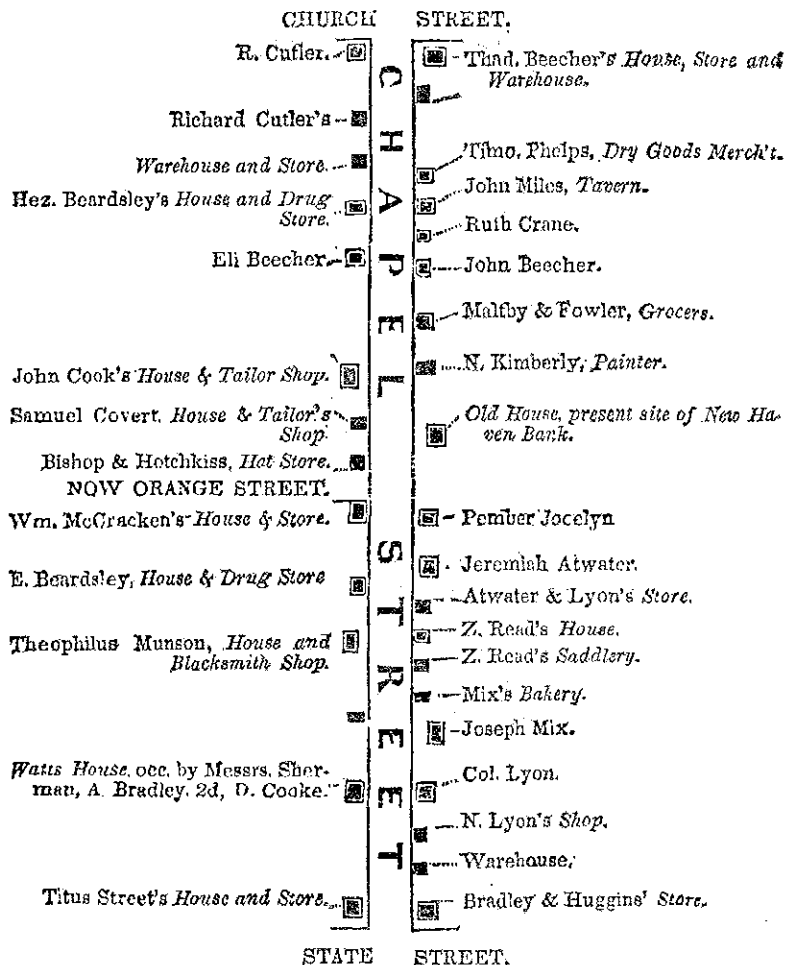 CHURCH STREET.
R. Cutler.
Richard Cutler's
Warehouse and Store.
Hez. Beardsley's House and Drug
Store.
Eli Beecher.
John Cook's House & Tailor Shop.
Samuel Covert, House & Tailor's
Shop
Bishop & Hotchkiss, Hat Store.
NOW ORANGE STREET.
Wm. McCracken's House & Store.
E. Beardsley, House & Drug Store
Theophilus Munson, House and
Blacksmith Shop.
Watts House, occ. by Messrs. Sher-
man, A. Bradley, 2d, D. Cooke.
Titus Street's House and Store.
CHAPEL STREET
Thad. Beecher's House, Store and
Warehouse.
Timo. Phelps, Dry Goods Merch't.
John Miles, Tavern.
Ruth Crane.
John Beecher.
Maltby & Fowler, Grocers.
N. Kimberly, Painter.
Old House, present site of New Ha-
ven Bank.
Pember Jocelyn
Jeremiah Atwater.
Atwater & Lyon's Store.
Z. Read's House.
Z. Read's Saddlery.
Mix's Bakery.
Joseph Mix.
Col. Lyon.
N. Lyon's Shop.
Warehouse.
Bradley & Huggins' Store.
STATE STREET.